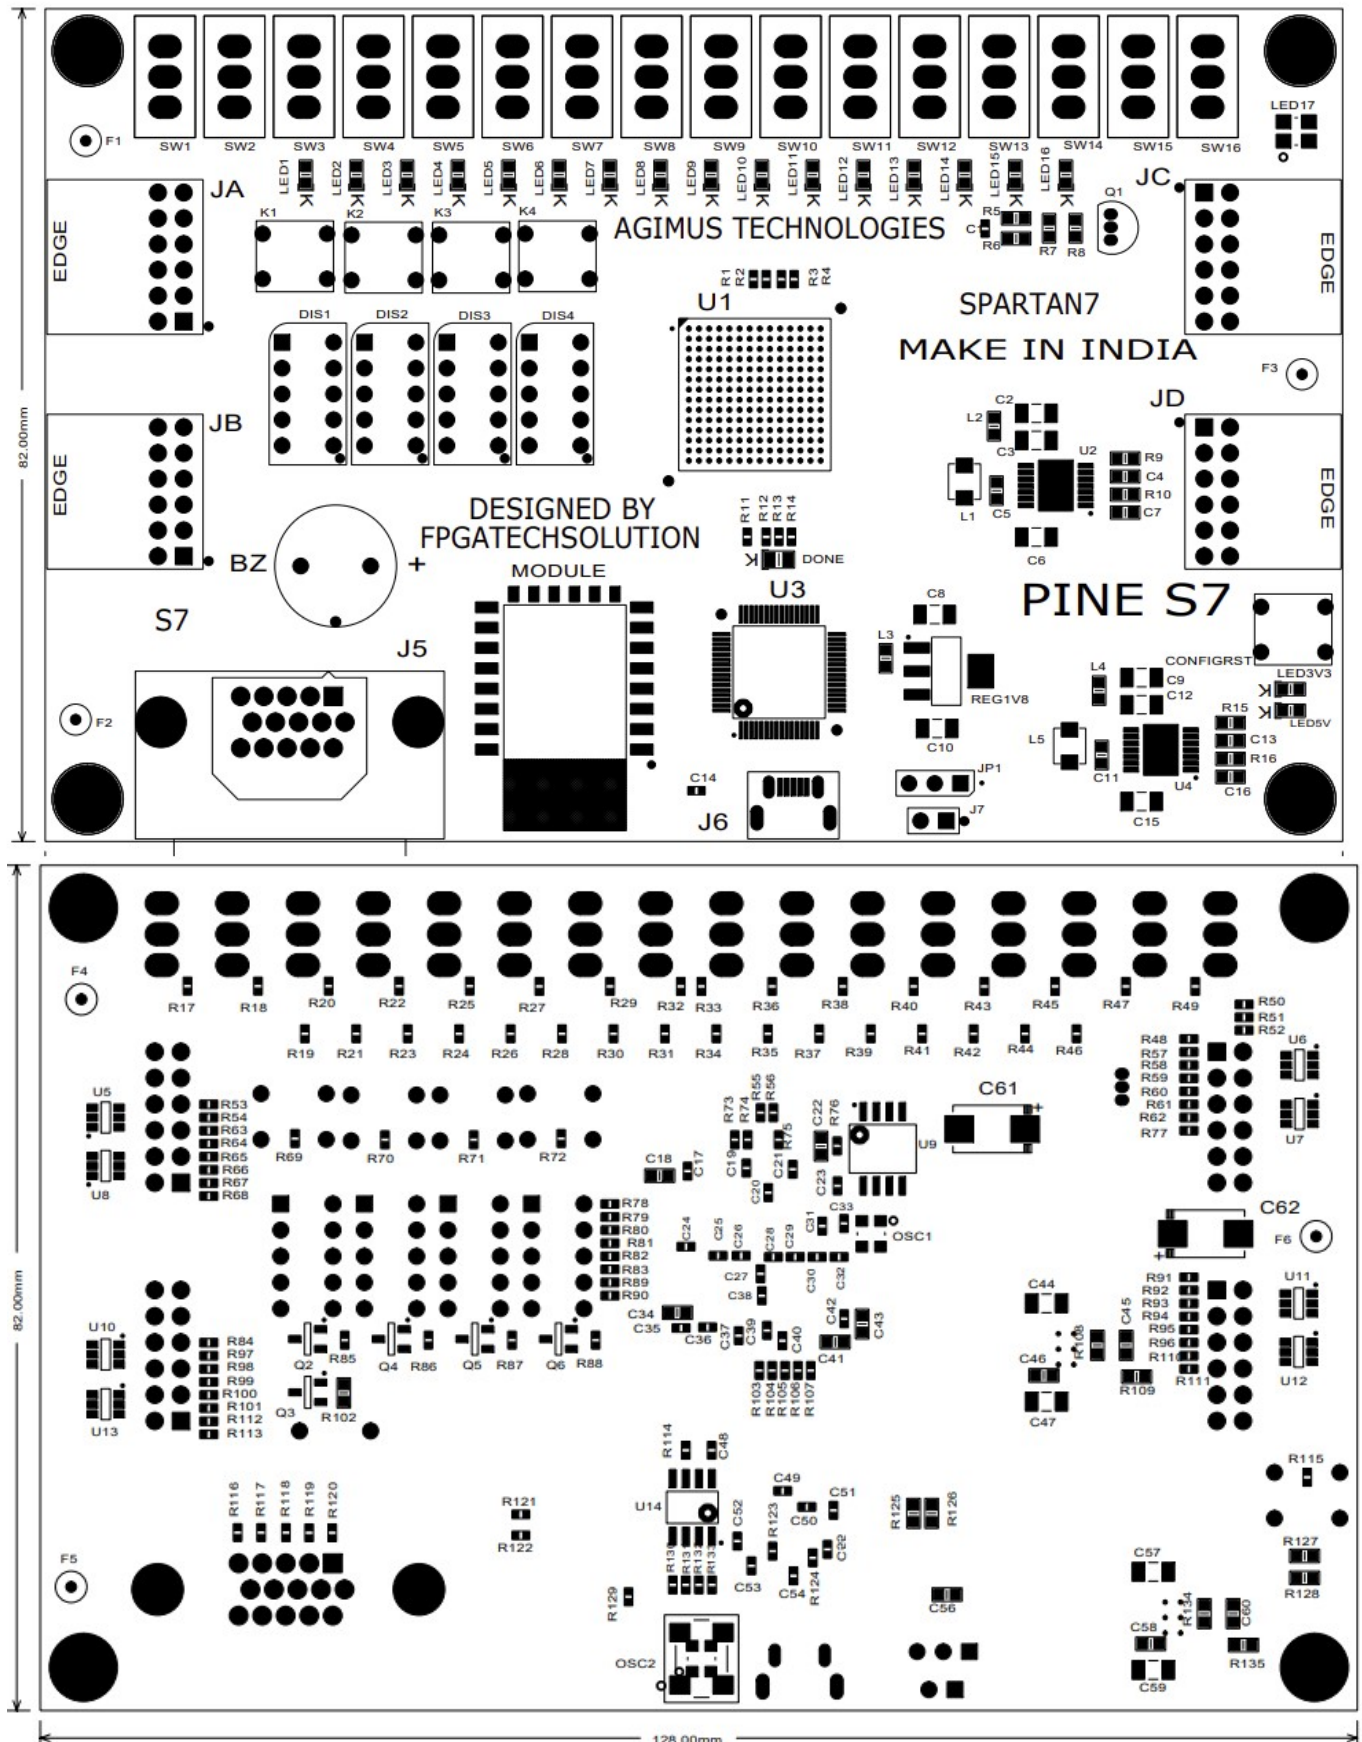 SW1 SW2 SW3 SW4 SW5 SW6 SW7 SW8 SW9 SW10 SW11 SW12 SW13 SW14 SW15 SW16
LED17
F1
LED1 LED2 LED3 LED4 LED5 LED6 LED7 LED8 LED9 LED10 LED11 LED12 LED13 LED14 LED15 LED16
K K K K K K K K K K K K K K K K
JA
JC
EDGE
EDGE
K1 K2 K3 K4
AGIMUS TECHNOLOGIES
R5
R6
R7 R8
Q1
R1 R2 R3 R4
U1
SPARTAN7
MAKE IN INDIA
DIS1 DIS2 DIS3 DIS4
F3
JB
JD
EDGE
EDGE
C2
L2
C3
U2
R9
C4
R10
C7
L1
C5
C6
82.00mm
DESIGNED BY
FPGATECHSOLUTION
R11 R12 R13 R14
K DONE
BZ +
MODULE
U3
C8
PINE S7
S7
J5
L3
REG1V8
C10
CONFIGRST
LED3V3
K
K
LED5V
L4
C9
C12
L5
C11
U4
R15
C13
R16
C16
C15
F2
C14
J6
JP1
J7
F4
R17 R18 R20 R22 R25 R27 R29 R32 R33 R36 R38 R40 R43 R45 R47 R49
R50
R51
R52
R19 R21 R23 R24 R26 R28 R30 R31 R34 R35 R37 R39 R41 R42 R44 R46
R48
R57
R58
R59
R60
R61
R62
R77
U6
U7
U5
U8
R53
R54
R63
R64
R65
R66
R67
R68
R69 R70 R71 R72
R73 R74 R55 R56
R75
C22 R76
U9
C61
+
C18 C17 C19 C20 C21 C23
R78
R79
R80
R81
R82
R83
R89
R90
C24 C25 C26 C28 C29 C31 C33
OSC1
C27 C30 C32
C38
C62
+
F6
C34
C35 C36 C37 C39 C40 C42 C43
C41
R91
R92
R93
R94
R95
R96
R111
U11
U12
C44
R108 C45
C46
R109
C47
U10
U13
R84
R97
R98
R99
R100
R101
R112
R113
Q2 R85 Q4 R86 Q5 R87 Q6 R88
Q3 R102
R103 R104 R105 R106 R107
82.00mm
R114 C48
U14
C49
C50 C51
C52 R123
C53 C54 R124
R125 R126
R115
R127
R128
R116 R117 R118 R119 R120
R121
R122
F5
R129
C56
C57
R134 C60
C58
R135
C59
OSC2
128.00mm